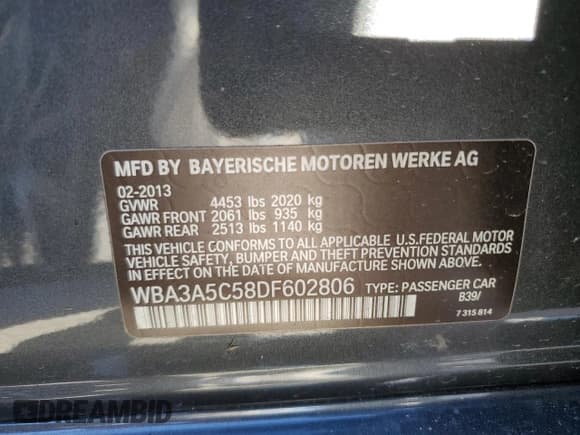 MFD BY BAYERISCHE MOTOREN WERKE AG
02-2013
GVWR 4453 lbs 2020 kg
GAWR FRONT 2061 lbs 935 kg
GAWR REAR 2513 lbs 1140 kg
THIS VEHICLE CONFORMS TO ALL APPLICABLE U.S.FEDERAL MOTOR
VEHICLE SAFETY, BUMPER AND THEFT PREVENTION STANDARDS
IN EFFECT ON THE DATE OF MANUFACTURE SHOWN ABOVE.
WBA3A5C58DF602806 TYPE: PASSENGER CAR
B39/
7 315 814
DREAMBID